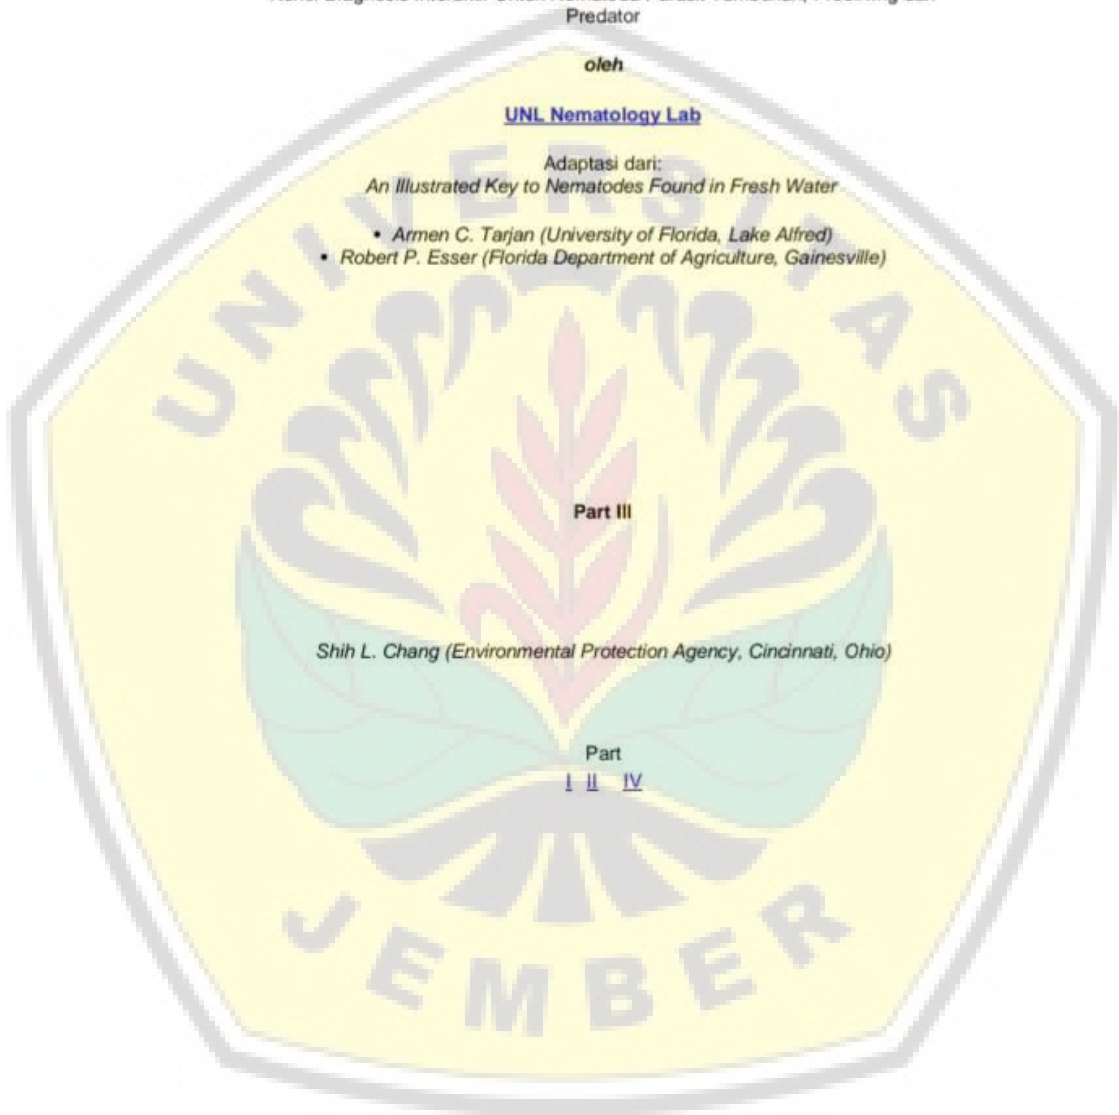 Predator
oleh
UNL Nematology Lab
Adaptasi dari:
An Illustrated Key to Nematodes Found in Fresh Water
• Armen C. Tarjan (University of Florida, Lake Alfred)
• Robert P. Esser (Florida Department of Agriculture, Gainesville)
UNIVERSITAS
Part III
Shih L. Chang (Environmental Protection Agency, Cincinnati, Ohio)
Part
I II IV
JEMBER